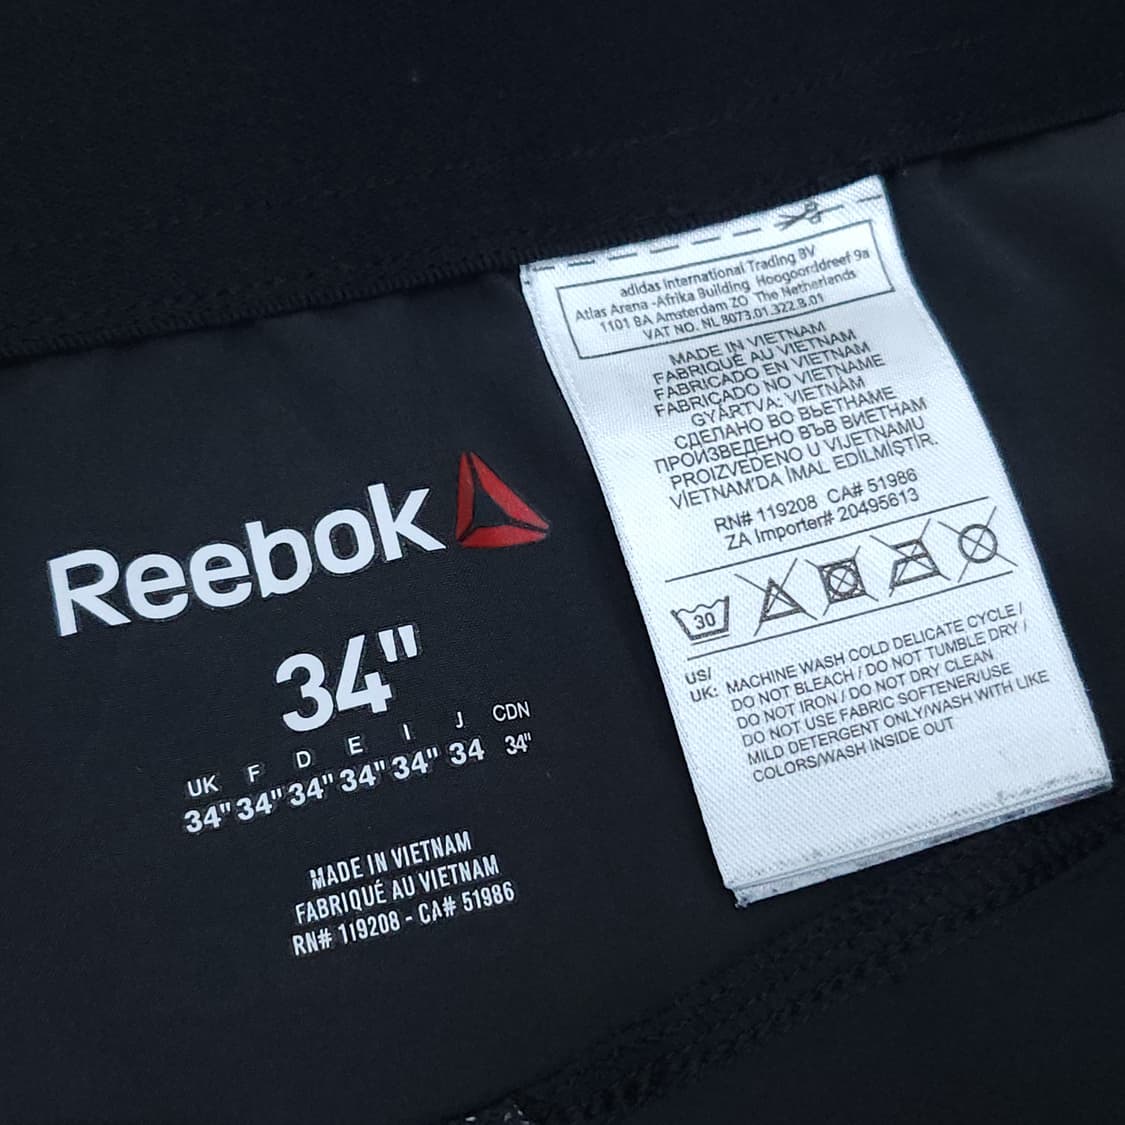 Reebok
34"
UK F D E I J CDN
34" 34" 34" 34" 34" 34 34"
MADE IN VIETNAM
FABRIQUÉ AU VIETNAM
RN# 119208 - CA# 51986
adidas International Trading BV
Atlas Arena -Afrika Building Hoogoorddreef 9a
1101 BA Amsterdam ZO The Netherlands
VAT NO. NL 8073.01.322.B.01
MADE IN VIETNAM
FABRIQUÉ AU VIETNAM
FABRICADO EN VIETNAM
FABRICADO NO VIETNAME
GYÁRTVA: VIETNÁM
СДЕЛАНО ВО ВЬЕТНАМЕ
ПРОИЗВЕДЕНО ВЪВ ВИЕТНАМ
PROIZVEDENO U VIJETNAMU
VİETNAM'DA İMAL EDİLMİŞTİR.
RN# 119208 CA# 51986
ZA Importer# 20495613
30
US/
UK: MACHINE WASH COLD DELICATE CYCLE /
DO NOT BLEACH / DO NOT TUMBLE DRY /
DO NOT IRON / DO NOT DRY CLEAN
DO NOT USE FABRIC SOFTENER/USE
MILD DETERGENT ONLY/WASH WITH LIKE
COLORS/WASH INSIDE OUT